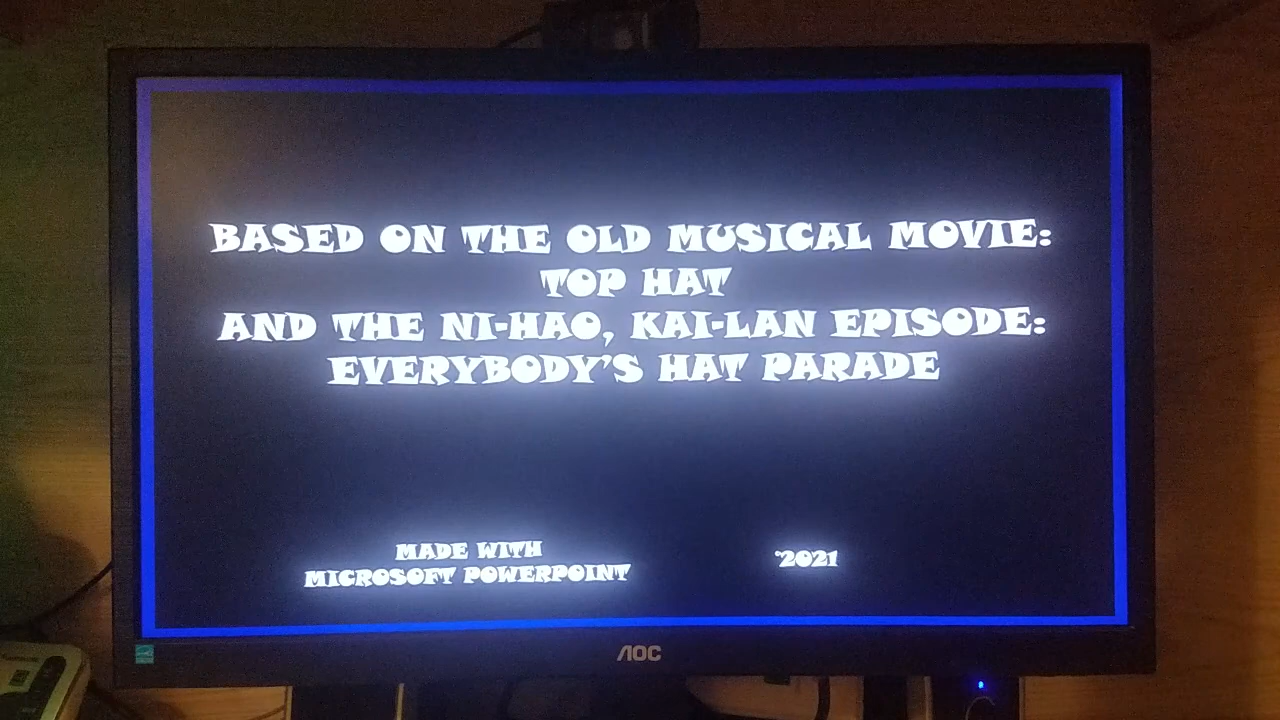 BASED ON THE OLD MUSICAL MOVIE:
TOP HAT
AND THE NI-HAO, KAI-LAN EPISODE:
EVERYBODY'S HAT PARADE
MADE WITH
MICROSOFT POWERPOINT
'2021
AOC